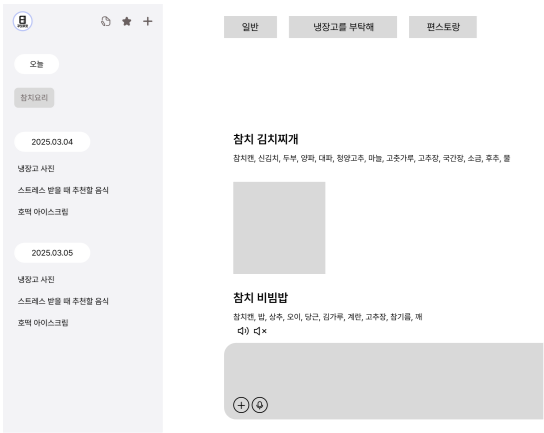 오늘
참치요리
2025.03.04
냉장고 사진
스트레스 받을 때 추천할 음식
호떡 아이스크림
2025.03.05
냉장고 사진
스트레스 받을 때 추천할 음식
호떡 아이스크림
일반
냉장고를 부탁해
편스토랑
참치 김치찌개
참치캔, 신김치, 두부, 양파, 대파, 청양고추, 마늘, 고춧가루, 고추장, 국간장, 소금, 후추, 물
참치 비빔밥
참치캔, 밥, 상추, 오이, 당근, 김가루, 계란, 고추장, 참기름, 깨